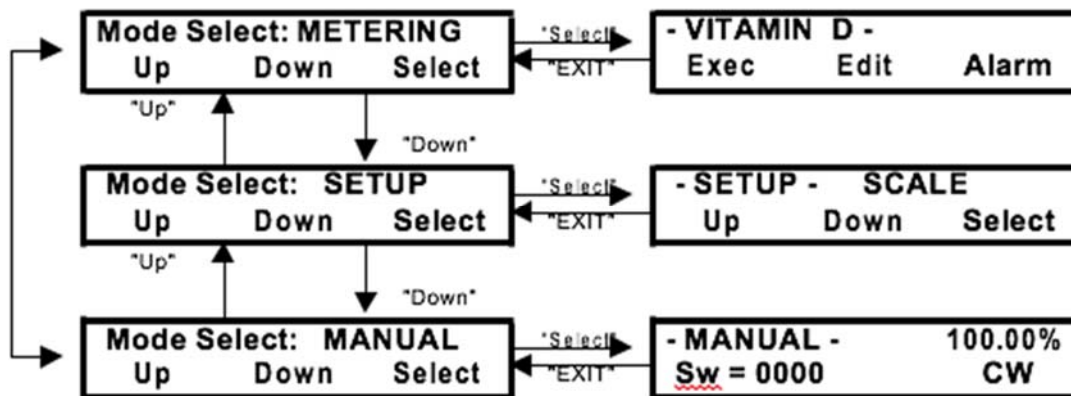 Mode Select: METERING
Up Down Select
"Select"
"EXIT"
- VITAMIN D -
Exec Edit Alarm
"Up"
"Down"
Mode Select: SETUP
Up Down Select
"Select"
"EXIT"
- SETUP - SCALE
Up Down Select
"Up"
"Down"
Mode Select: MANUAL
Up Down Select
"Select"
"EXIT"
- MANUAL - 100.00%
Sw = 0000 CW